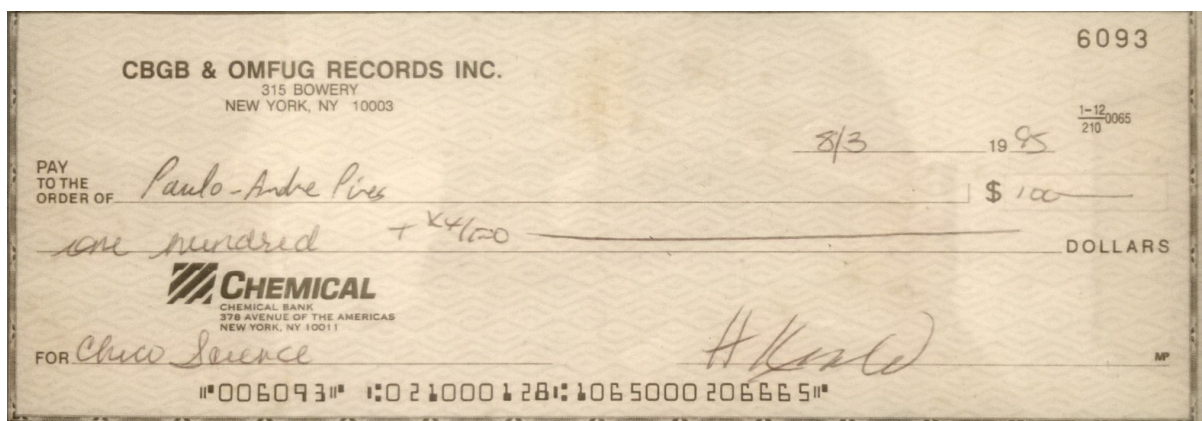 6093
CBGB & OMFUG RECORDS INC.
315 BOWERY
NEW YORK, NY 10003
1-12
210 0065
8/3 19 95
PAY
TO THE
ORDER OF Paulo-Andre Pires $ 100
one hundred + /100 DOLLARS
CHEMICAL
CHEMICAL BANK
378 AVENUE OF THE AMERICAS
NEW YORK, NY 10011
FOR Chico Science
MP
⑈006093⑈ ⑆021000128⑆1065000206665⑈